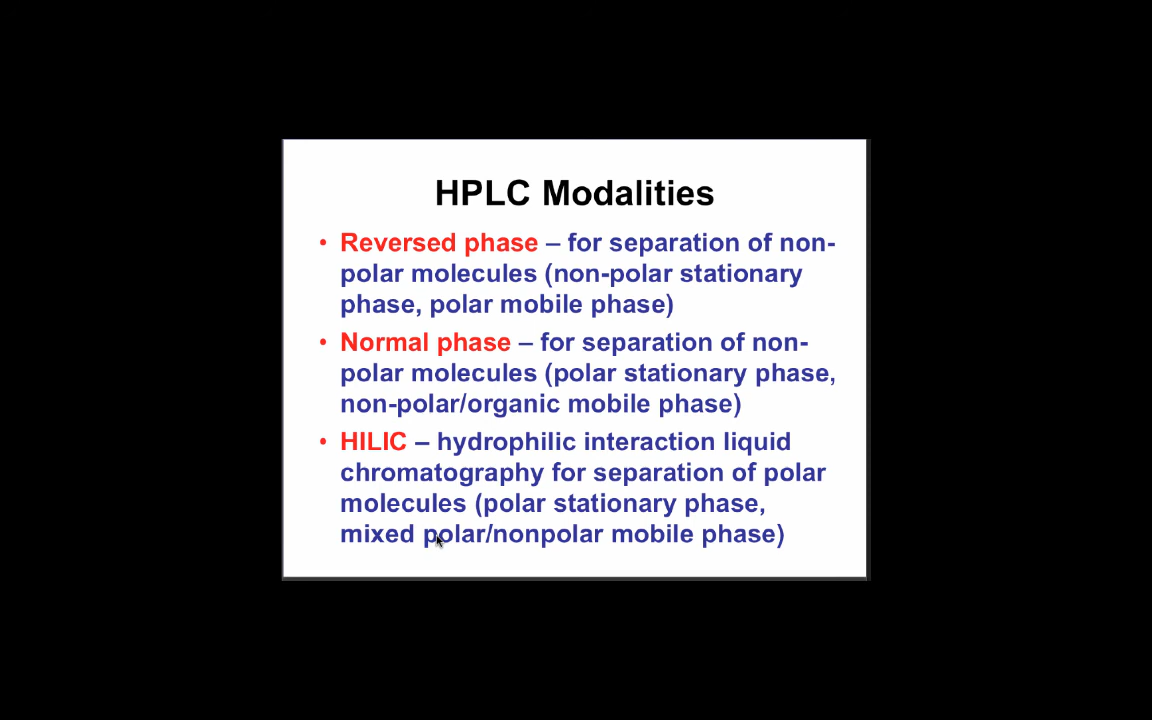 HPLC Modalities
• Reversed phase – for separation of non-
polar molecules (non-polar stationary
phase, polar mobile phase)
• Normal phase – for separation of non-
polar molecules (polar stationary phase,
non-polar/organic mobile phase)
• HILIC – hydrophilic interaction liquid
chromatography for separation of polar
molecules (polar stationary phase,
mixed polar/nonpolar mobile phase)